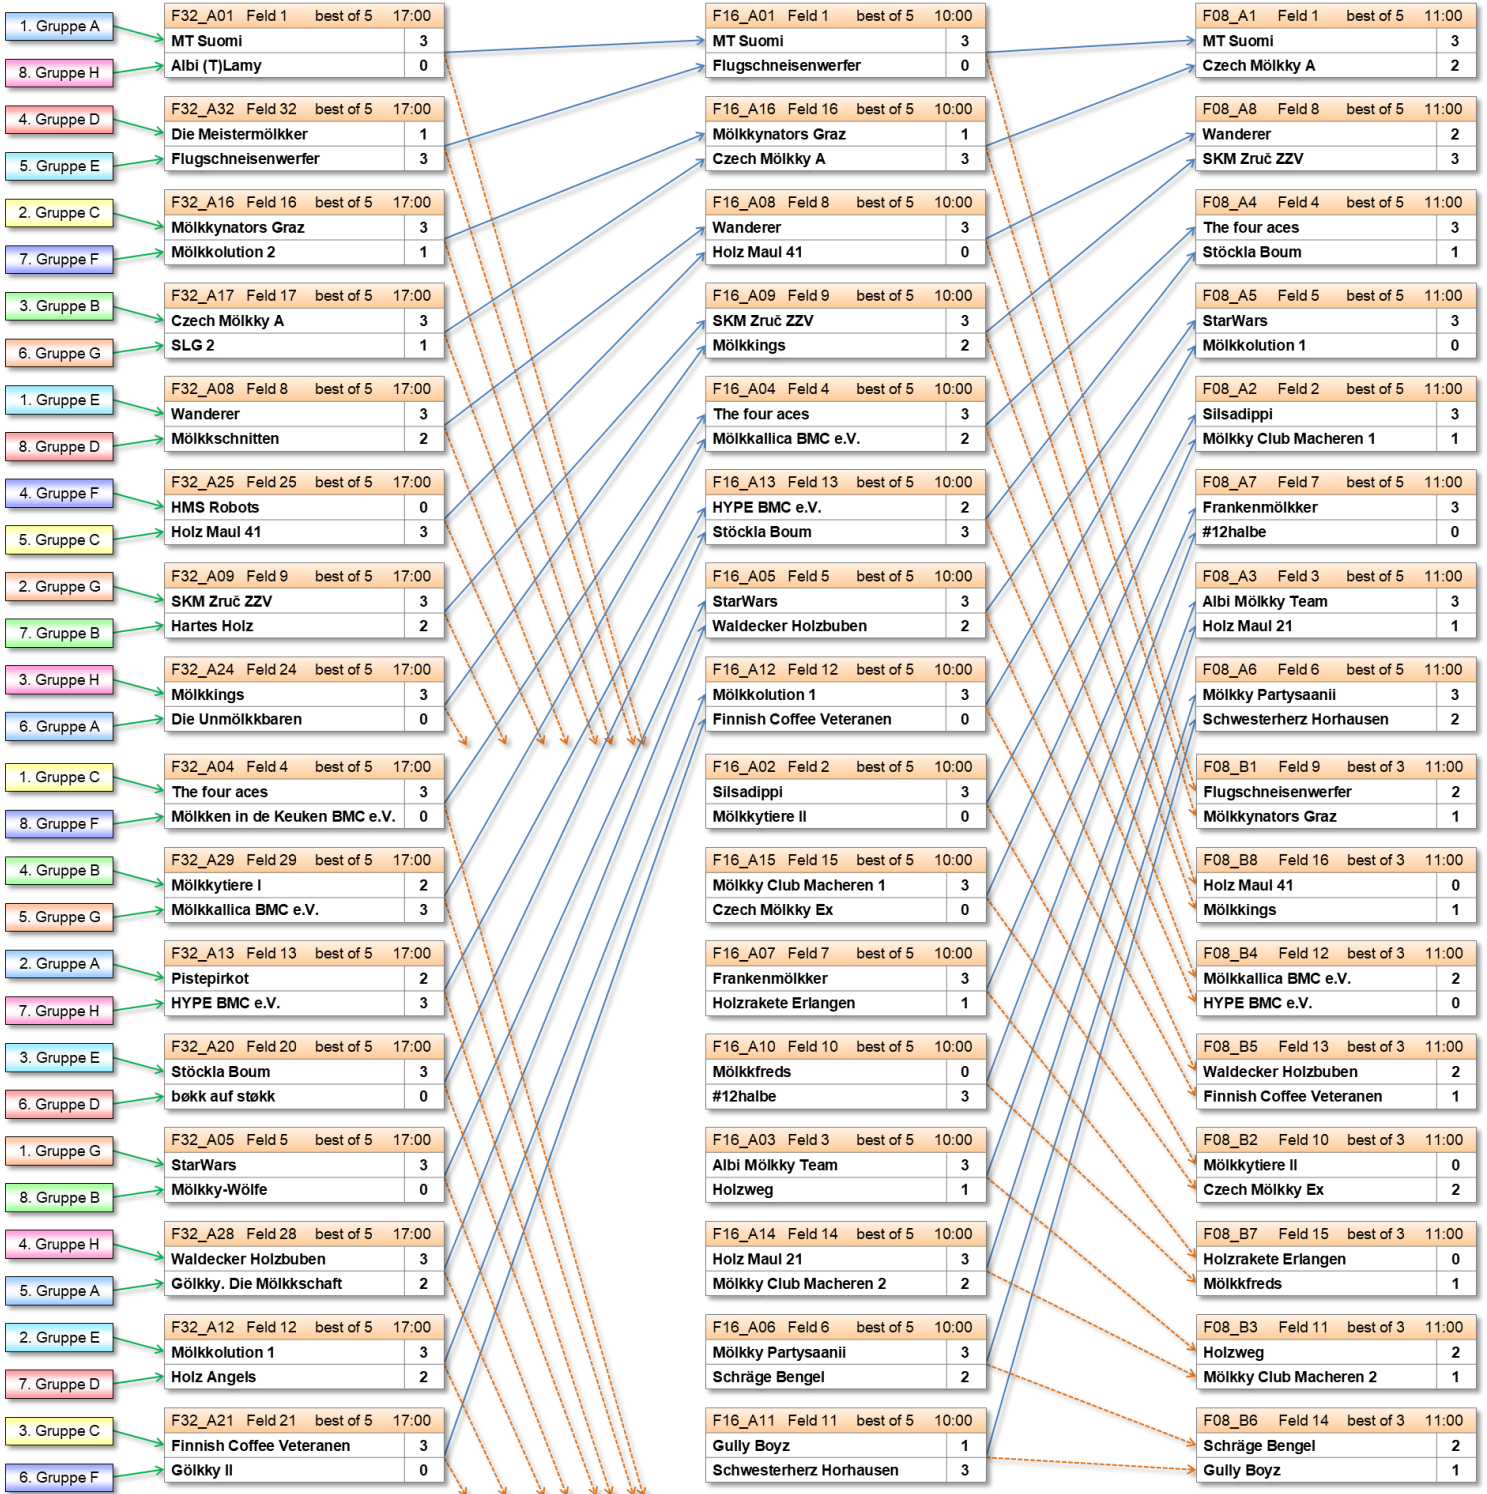 1. Gruppe A
8. Gruppe H
4. Gruppe D
5. Gruppe E
2. Gruppe C
7. Gruppe F
3. Gruppe B
6. Gruppe G
1. Gruppe E
8. Gruppe D
4. Gruppe F
5. Gruppe C
2. Gruppe G
7. Gruppe B
3. Gruppe H
6. Gruppe A
1. Gruppe C
8. Gruppe F
4. Gruppe B
5. Gruppe G
2. Gruppe A
7. Gruppe H
3. Gruppe E
6. Gruppe D
1. Gruppe G
8. Gruppe B
4. Gruppe H
5. Gruppe A
2. Gruppe E
7. Gruppe D
3. Gruppe C
6. Gruppe F
F32_A01 Feld 1 best of 5 17:00
MT Suomi 3
Albi (T)Lamy 0
F32_A32 Feld 32 best of 5 17:00
Die Meistermölkker 1
Flugschneisenwerfer 3
F32_A16 Feld 16 best of 5 17:00
Mölkkynators Graz 3
Mölkkolution 2 1
F32_A17 Feld 17 best of 5 17:00
Czech Mölkky A 3
SLG 2 1
F32_A08 Feld 8 best of 5 17:00
Wanderer 3
Mölkkschnitten 2
F32_A25 Feld 25 best of 5 17:00
HMS Robots 0
Holz Maul 41 3
F32_A09 Feld 9 best of 5 17:00
SKM Zruč ZZV 3
Hartes Holz 2
F32_A24 Feld 24 best of 5 17:00
Mölkkings 3
Die Unmölkkbaren 0
F32_A04 Feld 4 best of 5 17:00
The four aces 3
Mölkken in de Keuken BMC e.V. 0
F32_A29 Feld 29 best of 5 17:00
Mölkkytiere I 2
Mölkkallica BMC e.V. 3
F32_A13 Feld 13 best of 5 17:00
Pistepirkot 2
HYPE BMC e.V. 3
F32_A20 Feld 20 best of 5 17:00
Stöckla Boum 3
bøkk auf støkk 0
F32_A05 Feld 5 best of 5 17:00
StarWars 3
Mölkky-Wölfe 0
F32_A28 Feld 28 best of 5 17:00
Waldecker Holzbuben 3
Gölkky. Die Mölkkschaft 2
F32_A12 Feld 12 best of 5 17:00
Mölkkolution 1 3
Holz Angels 2
F32_A21 Feld 21 best of 5 17:00
Finnish Coffee Veteranen 3
Gölkky II 0
F16_A01 Feld 1 best of 5 10:00
MT Suomi 3
Flugschneisenwerfer 0
F16_A16 Feld 16 best of 5 10:00
Mölkkynators Graz 1
Czech Mölkky A 3
F16_A08 Feld 8 best of 5 10:00
Wanderer 3
Holz Maul 41 0
F16_A09 Feld 9 best of 5 10:00
SKM Zruč ZZV 3
Mölkkings 2
F16_A04 Feld 4 best of 5 10:00
The four aces 3
Mölkkallica BMC e.V. 2
F16_A13 Feld 13 best of 5 10:00
HYPE BMC e.V. 2
Stöckla Boum 3
F16_A05 Feld 5 best of 5 10:00
StarWars 3
Waldecker Holzbuben 2
F16_A12 Feld 12 best of 5 10:00
Mölkkolution 1 3
Finnish Coffee Veteranen 0
F16_A02 Feld 2 best of 5 10:00
Silsadippi 3
Mölkkytiere II 0
F16_A15 Feld 15 best of 5 10:00
Mölkky Club Macheren 1 3
Czech Mölkky Ex 0
F16_A07 Feld 7 best of 5 10:00
Frankenmölkker 3
Holzrakete Erlangen 1
F16_A10 Feld 10 best of 5 10:00
Mölkkfreds 0
#12halbe 3
F16_A03 Feld 3 best of 5 10:00
Albi Mölkky Team 3
Holzweg 1
F16_A14 Feld 14 best of 5 10:00
Holz Maul 21 3
Mölkky Club Macheren 2 2
F16_A06 Feld 6 best of 5 10:00
Mölkky Partysaanii 3
Schräge Bengel 2
F16_A11 Feld 11 best of 5 10:00
Gully Boyz 1
Schwesterherz Horhausen 3
F08_A1 Feld 1 best of 5 11:00
MT Suomi 3
Czech Mölkky A 2
F08_A8 Feld 8 best of 5 11:00
Wanderer 2
SKM Zruč ZZV 3
F08_A4 Feld 4 best of 5 11:00
The four aces 3
Stöckla Boum 1
F08_A5 Feld 5 best of 5 11:00
StarWars 3
Mölkkolution 1 0
F08_A2 Feld 2 best of 5 11:00
Silsadippi 3
Mölkky Club Macheren 1 1
F08_A7 Feld 7 best of 5 11:00
Frankenmölkker 3
#12halbe 0
F08_A3 Feld 3 best of 5 11:00
Albi Mölkky Team 3
Holz Maul 21 1
F08_A6 Feld 6 best of 5 11:00
Mölkky Partysaanii 3
Schwesterherz Horhausen 2
F08_B1 Feld 9 best of 3 11:00
Flugschneisenwerfer 2
Mölkkynators Graz 1
F08_B8 Feld 16 best of 3 11:00
Holz Maul 41 0
Mölkkings 1
F08_B4 Feld 12 best of 3 11:00
Mölkkallica BMC e.V. 2
HYPE BMC e.V. 0
F08_B5 Feld 13 best of 3 11:00
Waldecker Holzbuben 2
Finnish Coffee Veteranen 1
F08_B2 Feld 10 best of 3 11:00
Mölkkytiere II 0
Czech Mölkky Ex 2
F08_B7 Feld 15 best of 3 11:00
Holzrakete Erlangen 0
Mölkkfreds 1
F08_B3 Feld 11 best of 3 11:00
Holzweg 2
Mölkky Club Macheren 2 1
F08_B6 Feld 14 best of 3 11:00
Schräge Bengel 2
Gully Boyz 1